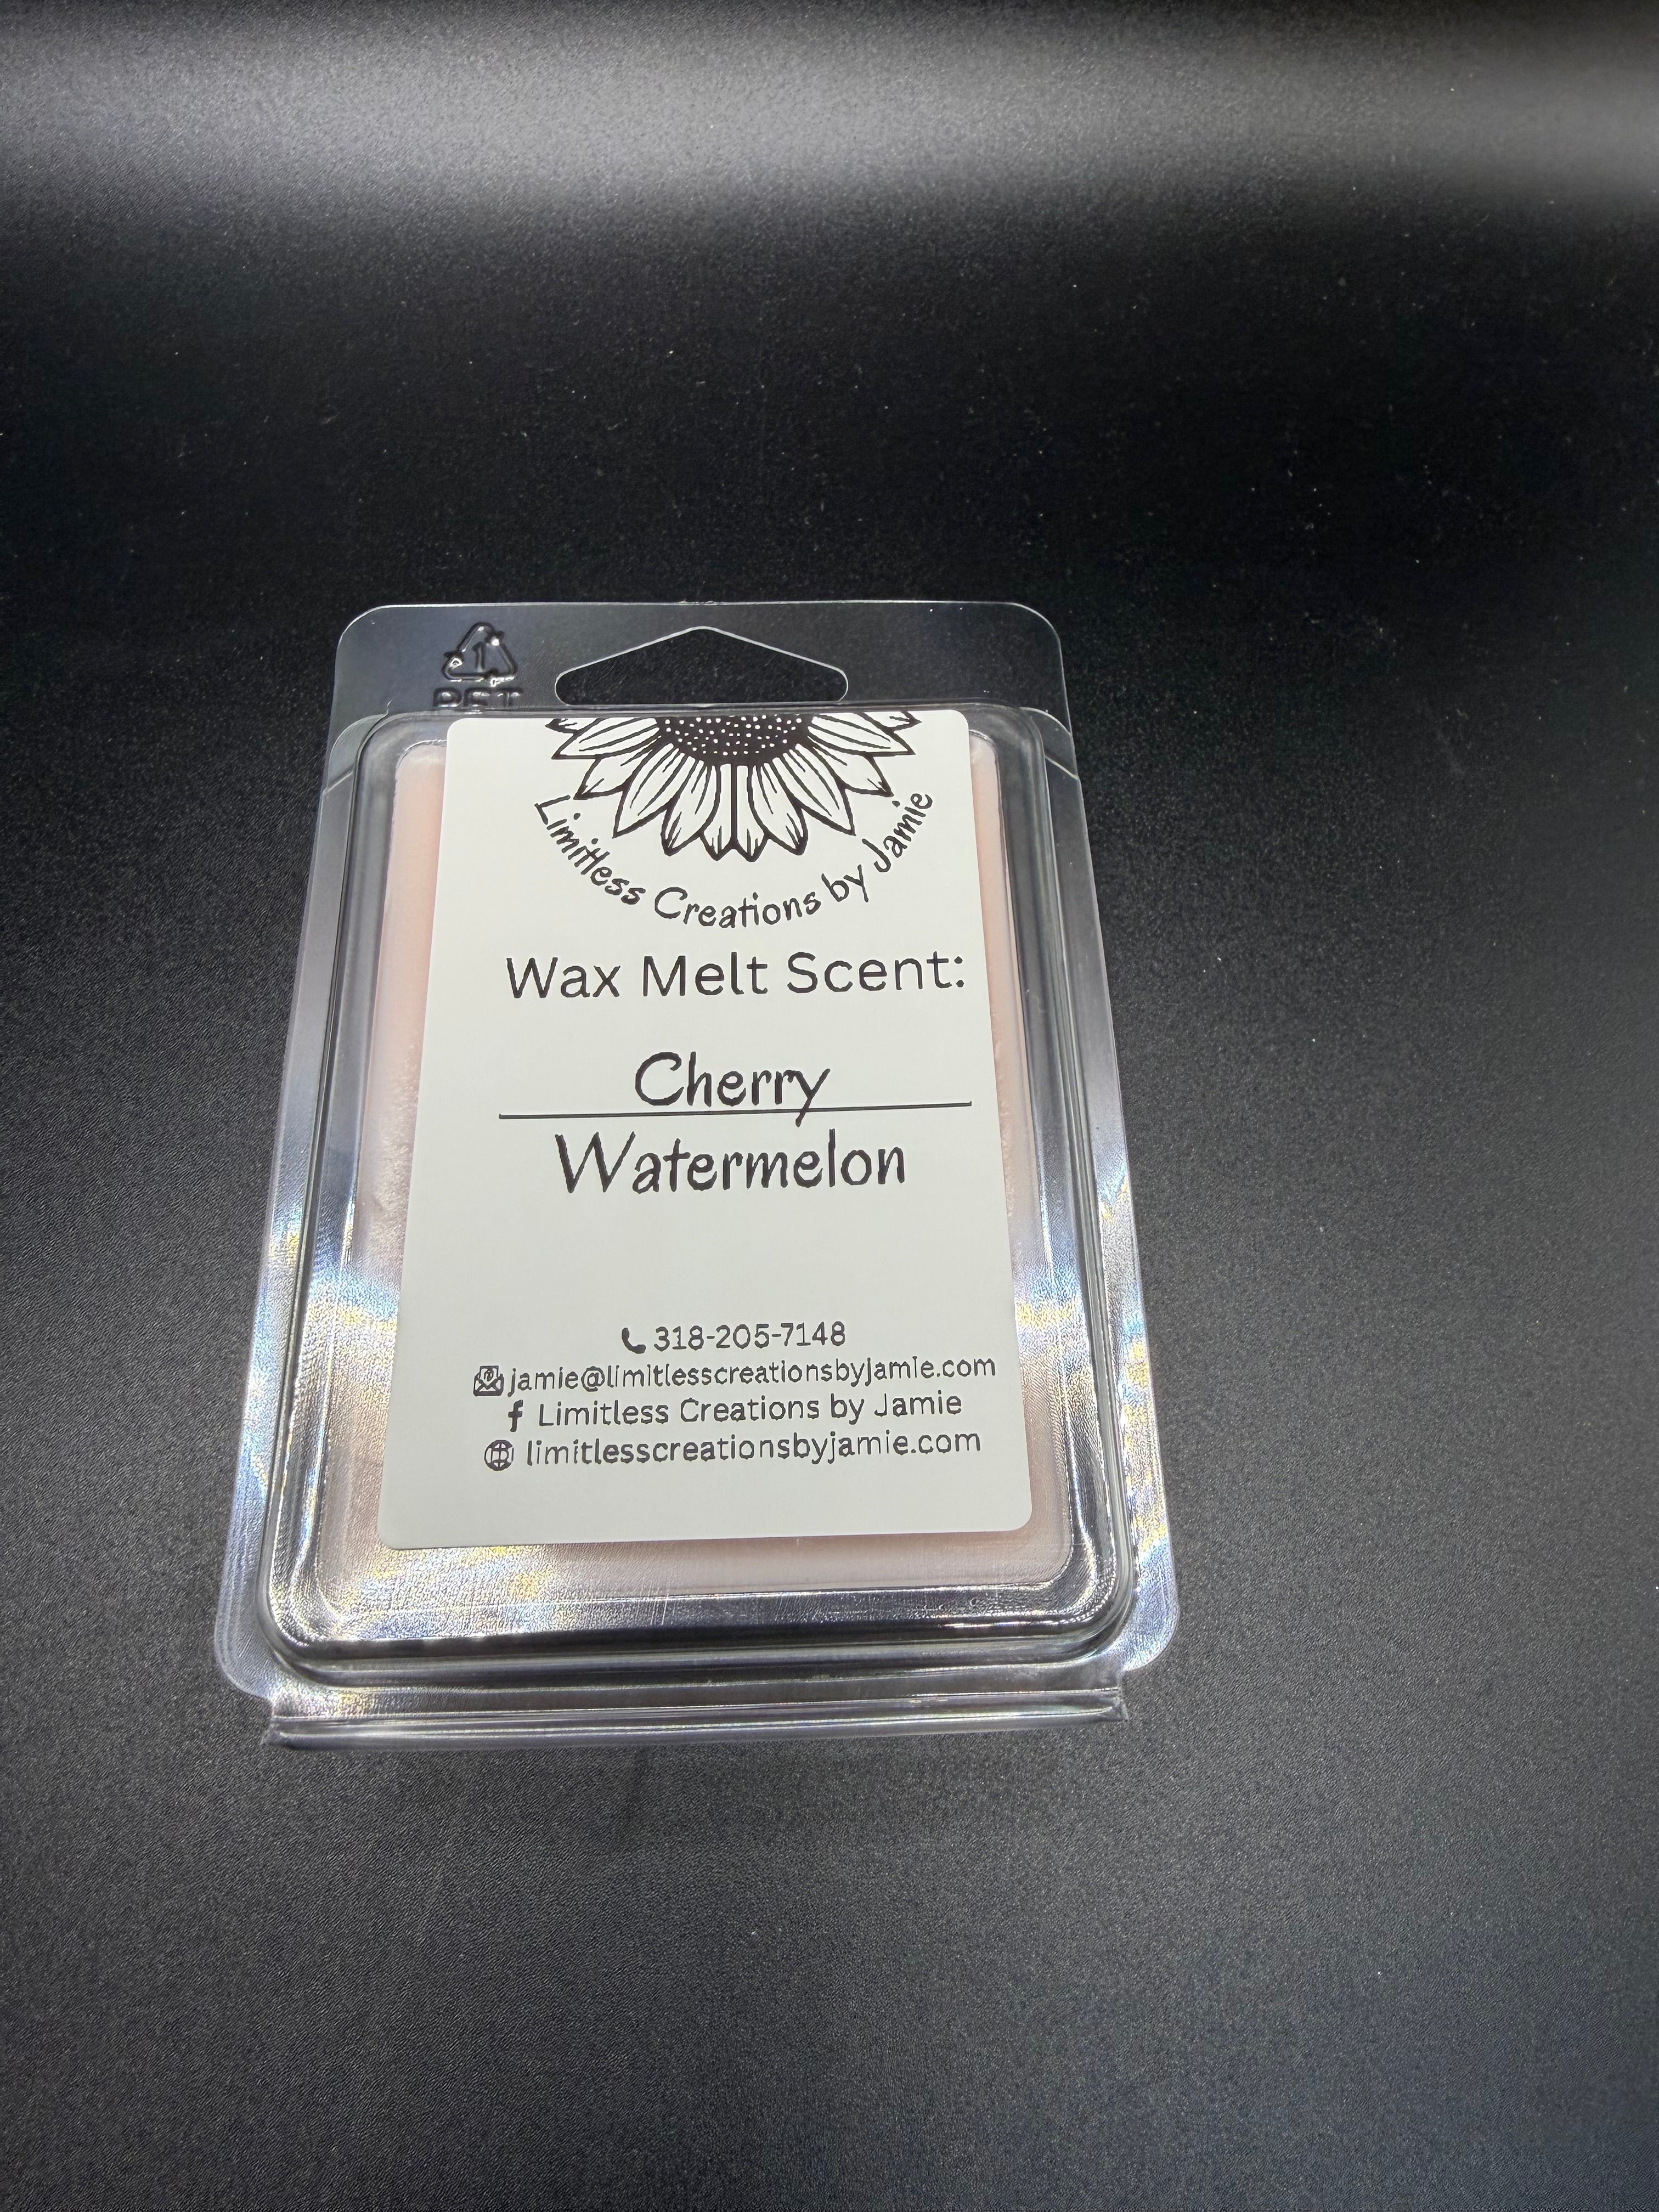 1
PET
Limitless Creations by Jamie
Wax Melt Scent:
Cherry
Watermelon
318-205-7148
jamie@limitlesscreationsbyjamie.com
f Limitless Creations by Jamie
limitlesscreationsbyjamie.com